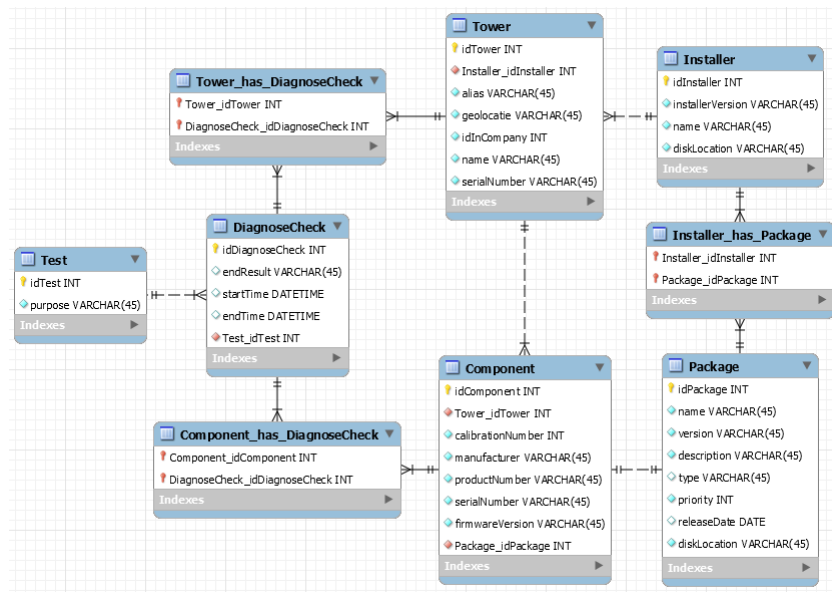 Tower
idTower INT
Installer_idInstaller INT
alias VARCHAR(45)
geolocatie VARCHAR(45)
idInCompany INT
name VARCHAR(45)
serialNumber VARCHAR(45)
Indexes
Installer
idInstaller INT
installerVersion VARCHAR(45)
name VARCHAR(45)
diskLocation VARCHAR(45)
Indexes
Tower_has_DiagnoseCheck
Tower_idTower INT
DiagnoseCheck_idDiagnoseCheck INT
Indexes
DiagnoseCheck
idDiagnoseCheck INT
endResult VARCHAR(45)
startTime DATETIME
endTime DATETIME
Test_idTest INT
Indexes
Installer_has_Package
Installer_idInstaller INT
Package_idPackage INT
Indexes
Test
idTest INT
purpose VARCHAR(45)
Indexes
Component
idComponent INT
Tower_idTower INT
calibrationNumber INT
manufacturer VARCHAR(45)
productNumber VARCHAR(45)
serialNumber VARCHAR(45)
firmwareVersion VARCHAR(45)
Package_idPackage INT
Indexes
Package
idPackage INT
name VARCHAR(45)
version VARCHAR(45)
description VARCHAR(45)
type VARCHAR(45)
priority INT
releaseDate DATE
diskLocation VARCHAR(45)
Indexes
Component_has_DiagnoseCheck
Component_idComponent INT
DiagnoseCheck_idDiagnoseCheck INT
Indexes